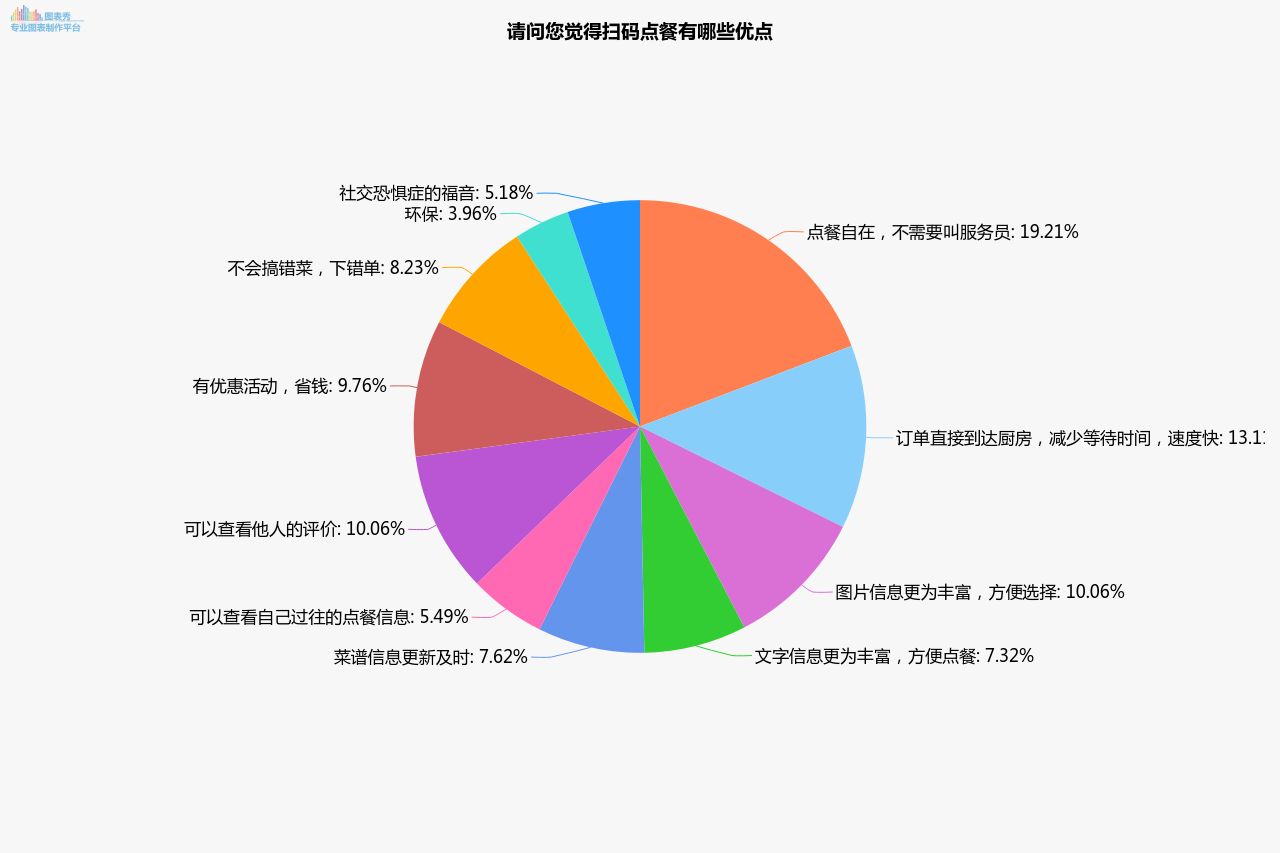 图表秀
专业图表制作平台
请问您觉得扫码点餐有哪些优点
社交恐惧症的福音: 5.18%
环保: 3.96%
点餐自在，不需要叫服务员: 19.21%
不会搞错菜，下错单: 8.23%
有优惠活动，省钱: 9.76%
订单直接到达厨房，减少等待时间，速度快: 13.1
可以查看他人的评价: 10.06%
图片信息更为丰富，方便选择: 10.06%
可以查看自己过往的点餐信息: 5.49%
菜谱信息更新及时: 7.62%
文字信息更为丰富，方便点餐: 7.32%